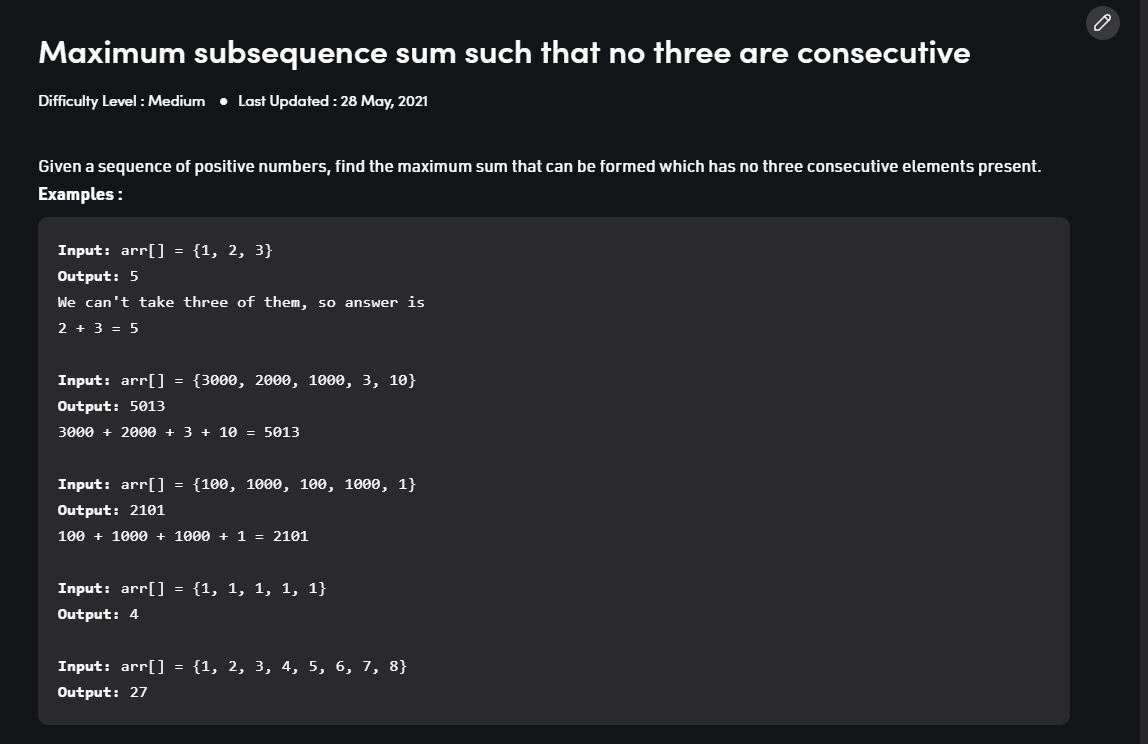 Maximum subsequence sum such that no three are consecutive
Difficulty Level : Medium ● Last Updated : 28 May, 2021
Given a sequence of positive numbers, find the maximum sum that can be formed which has no three consecutive elements present.
Examples :
Input: arr[] = {1, 2, 3}
Output: 5
We can't take three of them, so answer is
2 + 3 = 5
Input: arr[] = {3000, 2000, 1000, 3, 10}
Output: 5013
3000 + 2000 + 3 + 10 = 5013
Input: arr[] = {100, 1000, 100, 1000, 1}
Output: 2101
100 + 1000 + 1000 + 1 = 2101
Input: arr[] = {1, 1, 1, 1, 1}
Output: 4
Input: arr[] = {1, 2, 3, 4, 5, 6, 7, 8}
Output: 27